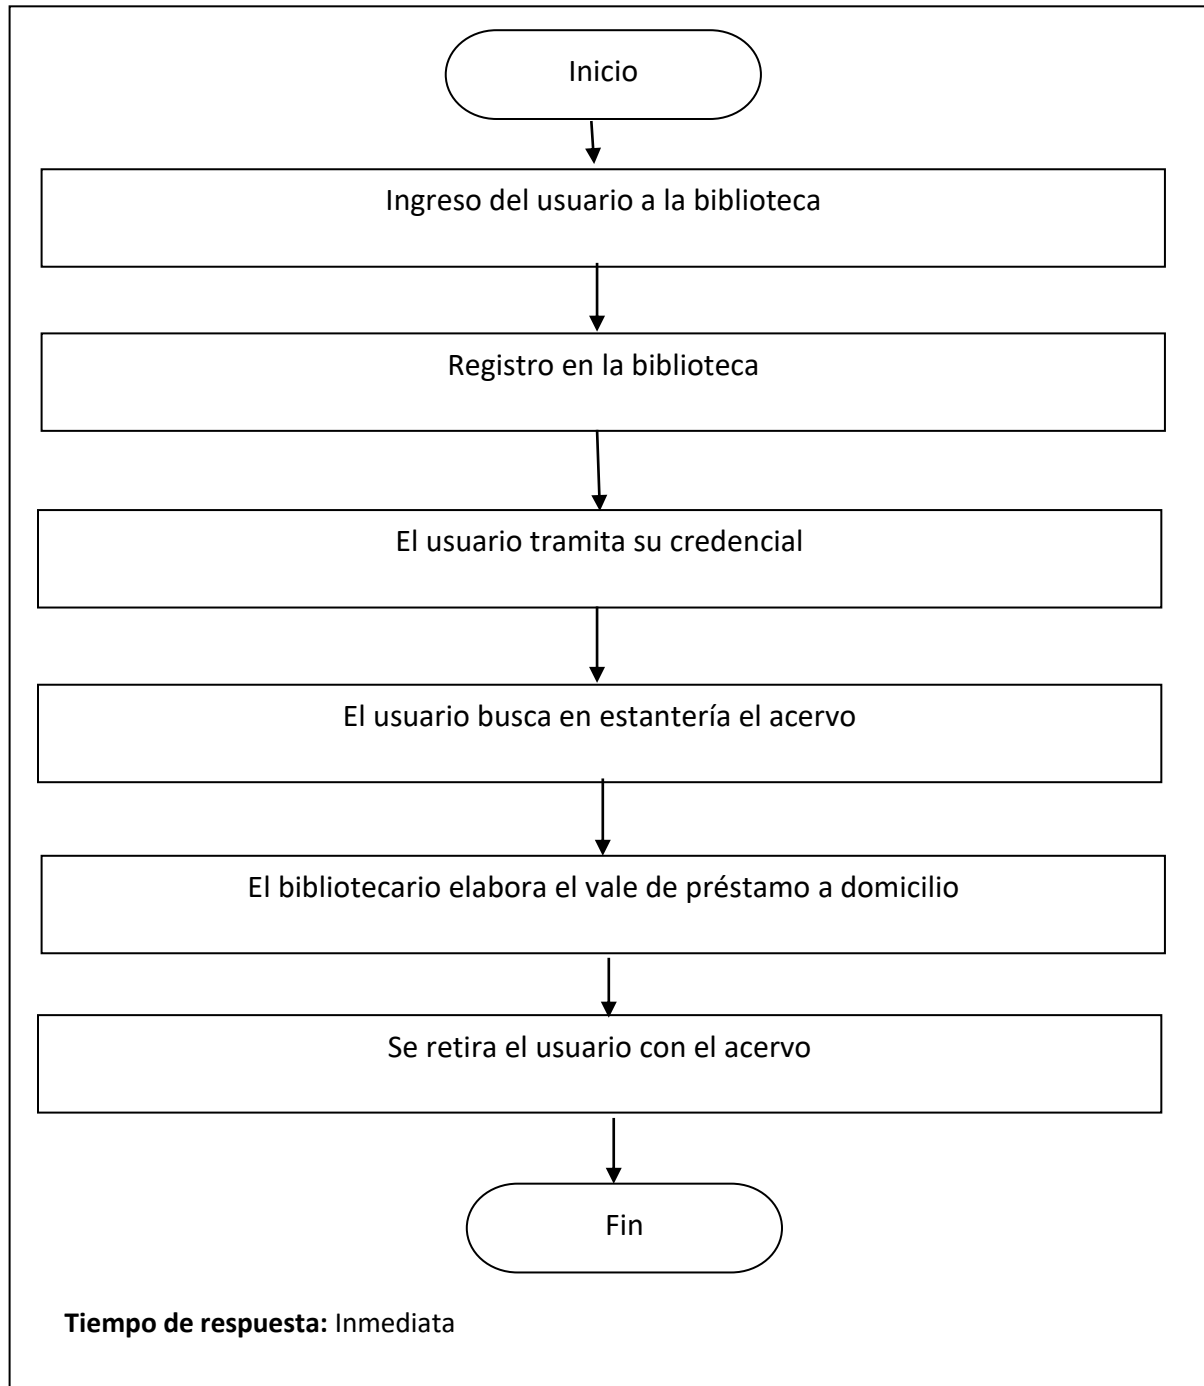 Inicio
Ingreso del usuario a la biblioteca
Registro en la biblioteca
El usuario tramita su credencial
El usuario busca en estantería el acervo
El bibliotecario elabora el vale de préstamo a domicilio
Se retira el usuario con el acervo
Fin
Tiempo de respuesta: Inmediata